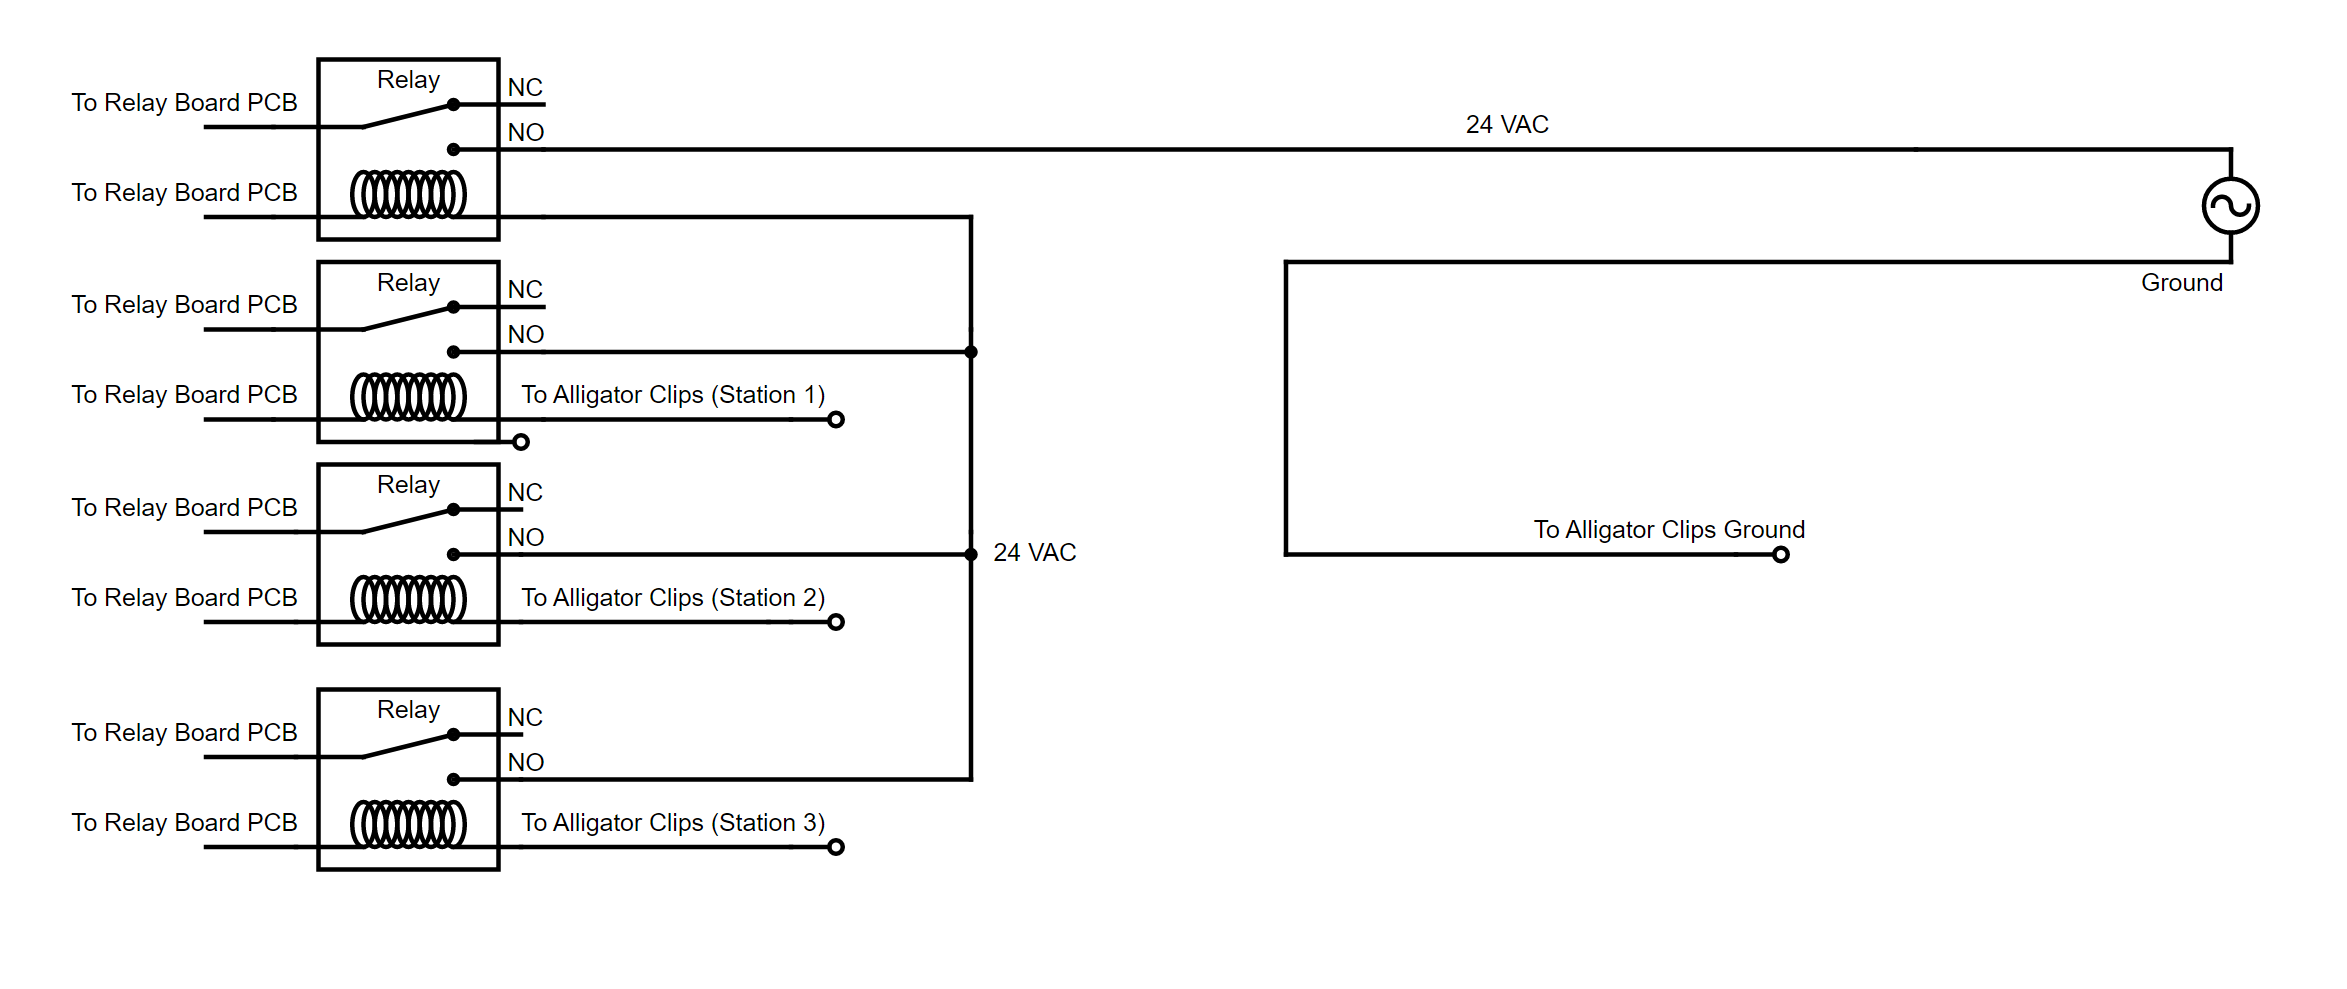 Relay
NC
To Relay Board PCB
NO
24 VAC
To Relay Board PCB
Relay
NC
To Relay Board PCB
NO
Ground
To Relay Board PCB
To Alligator Clips (Station 1)
Relay
NC
To Relay Board PCB
NO
To Alligator Clips Ground
24 VAC
To Relay Board PCB
To Alligator Clips (Station 2)
Relay
NC
To Relay Board PCB
NO
To Relay Board PCB
To Alligator Clips (Station 3)